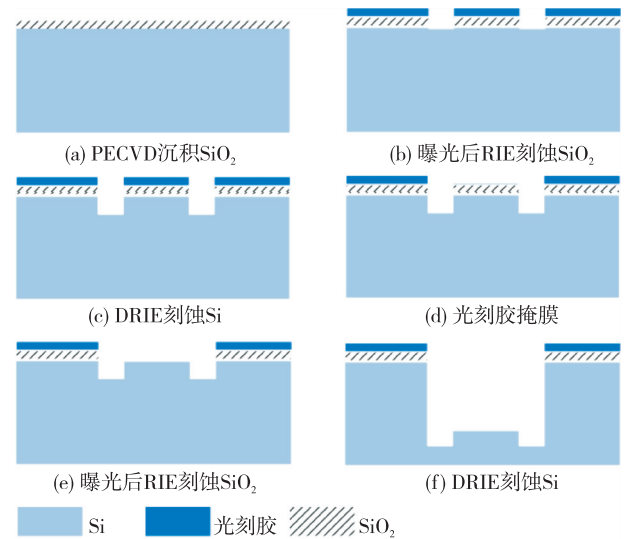 (a) PECVD沉积SiO₂
(b) 曝光后RIE刻蚀SiO₂
(c) DRIE刻蚀Si
(d) 光刻胶掩膜
(e) 曝光后RIE刻蚀SiO₂
(f) DRIE刻蚀Si
Si 光刻胶 SiO₂